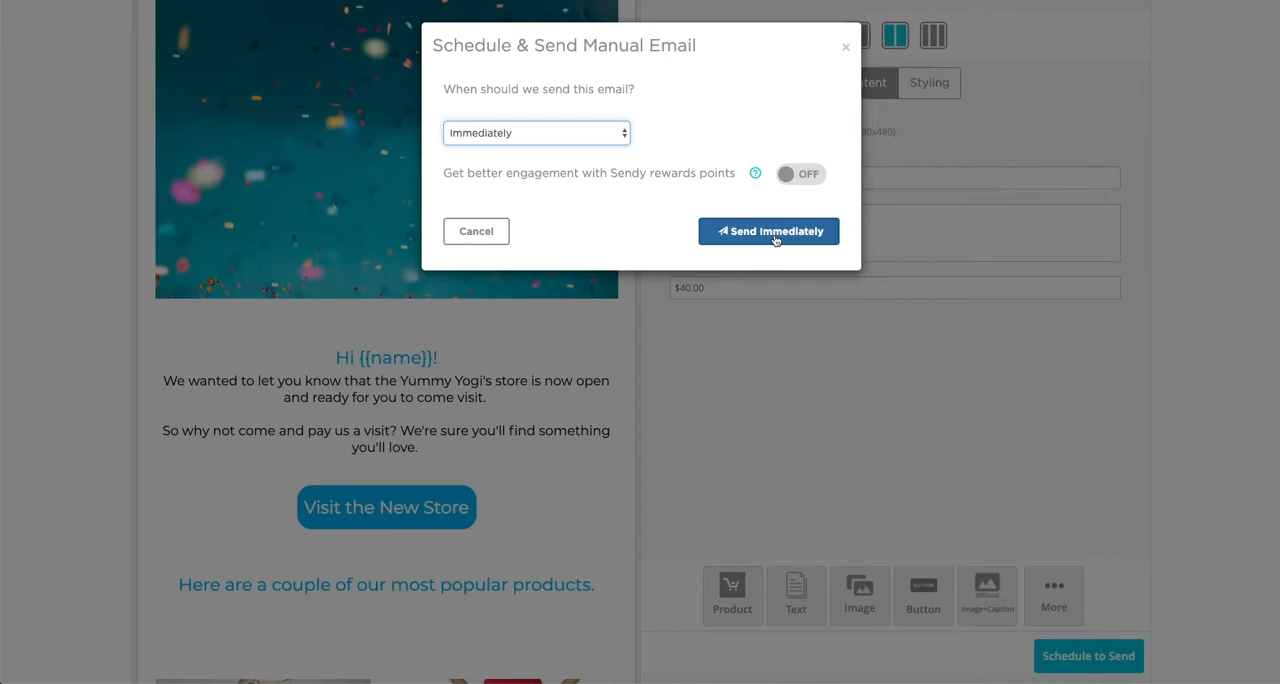 Schedule & Send Manual Email
×
When should we send this email?
Immediately
Get better engagement with Sendy rewards points
?
OFF
Cancel
Send Immediately
Styling
$40.00
Hi {{name}}!
We wanted to let you know that the Yummy Yogi's store is now open
and ready for you to come visit.
So why not come and pay us a visit? We're sure you'll find something
you'll love.
Visit the New Store
Here are a couple of our most popular products.
Product
Text
Image
BUTTON
Button
Image+Caption
More
Schedule to Send